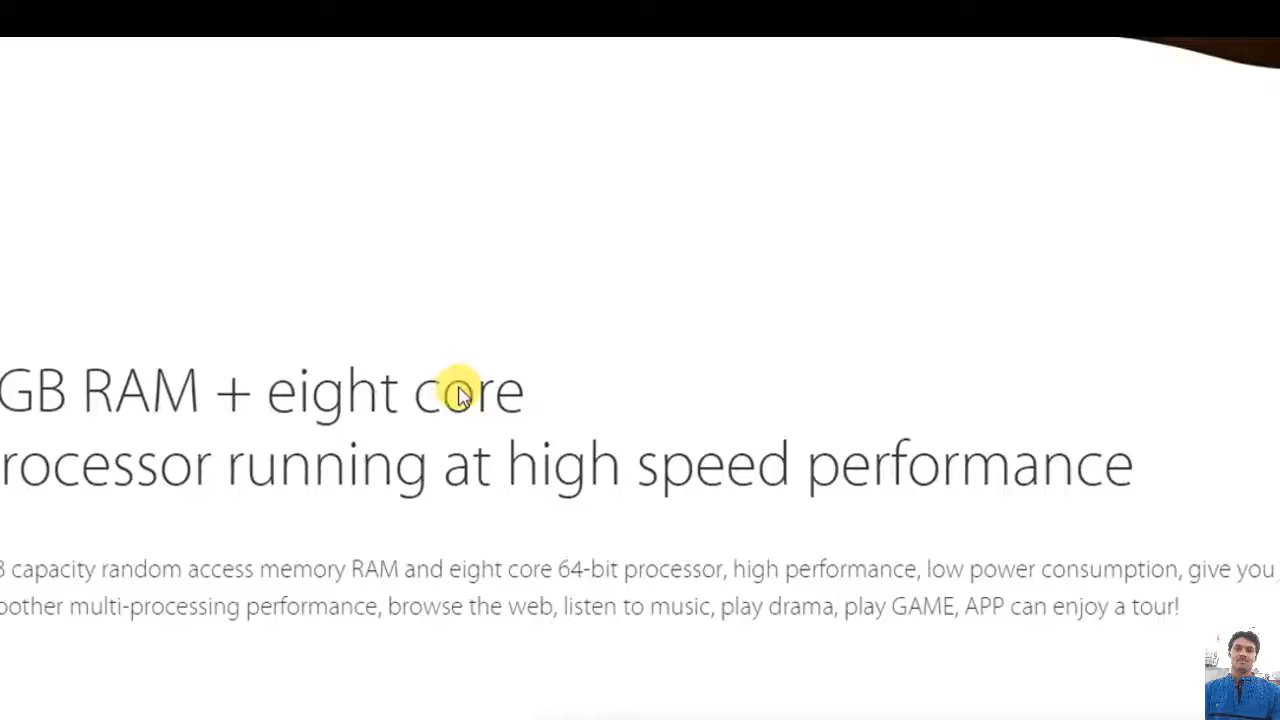 GB RAM + eight core
rocessor running at high speed performance
capacity random access memory RAM and eight core 64-bit processor, high performance, low power consumption, give you
oother multi-processing performance, browse the web, listen to music, play drama, play GAME, APP can enjoy a tour!